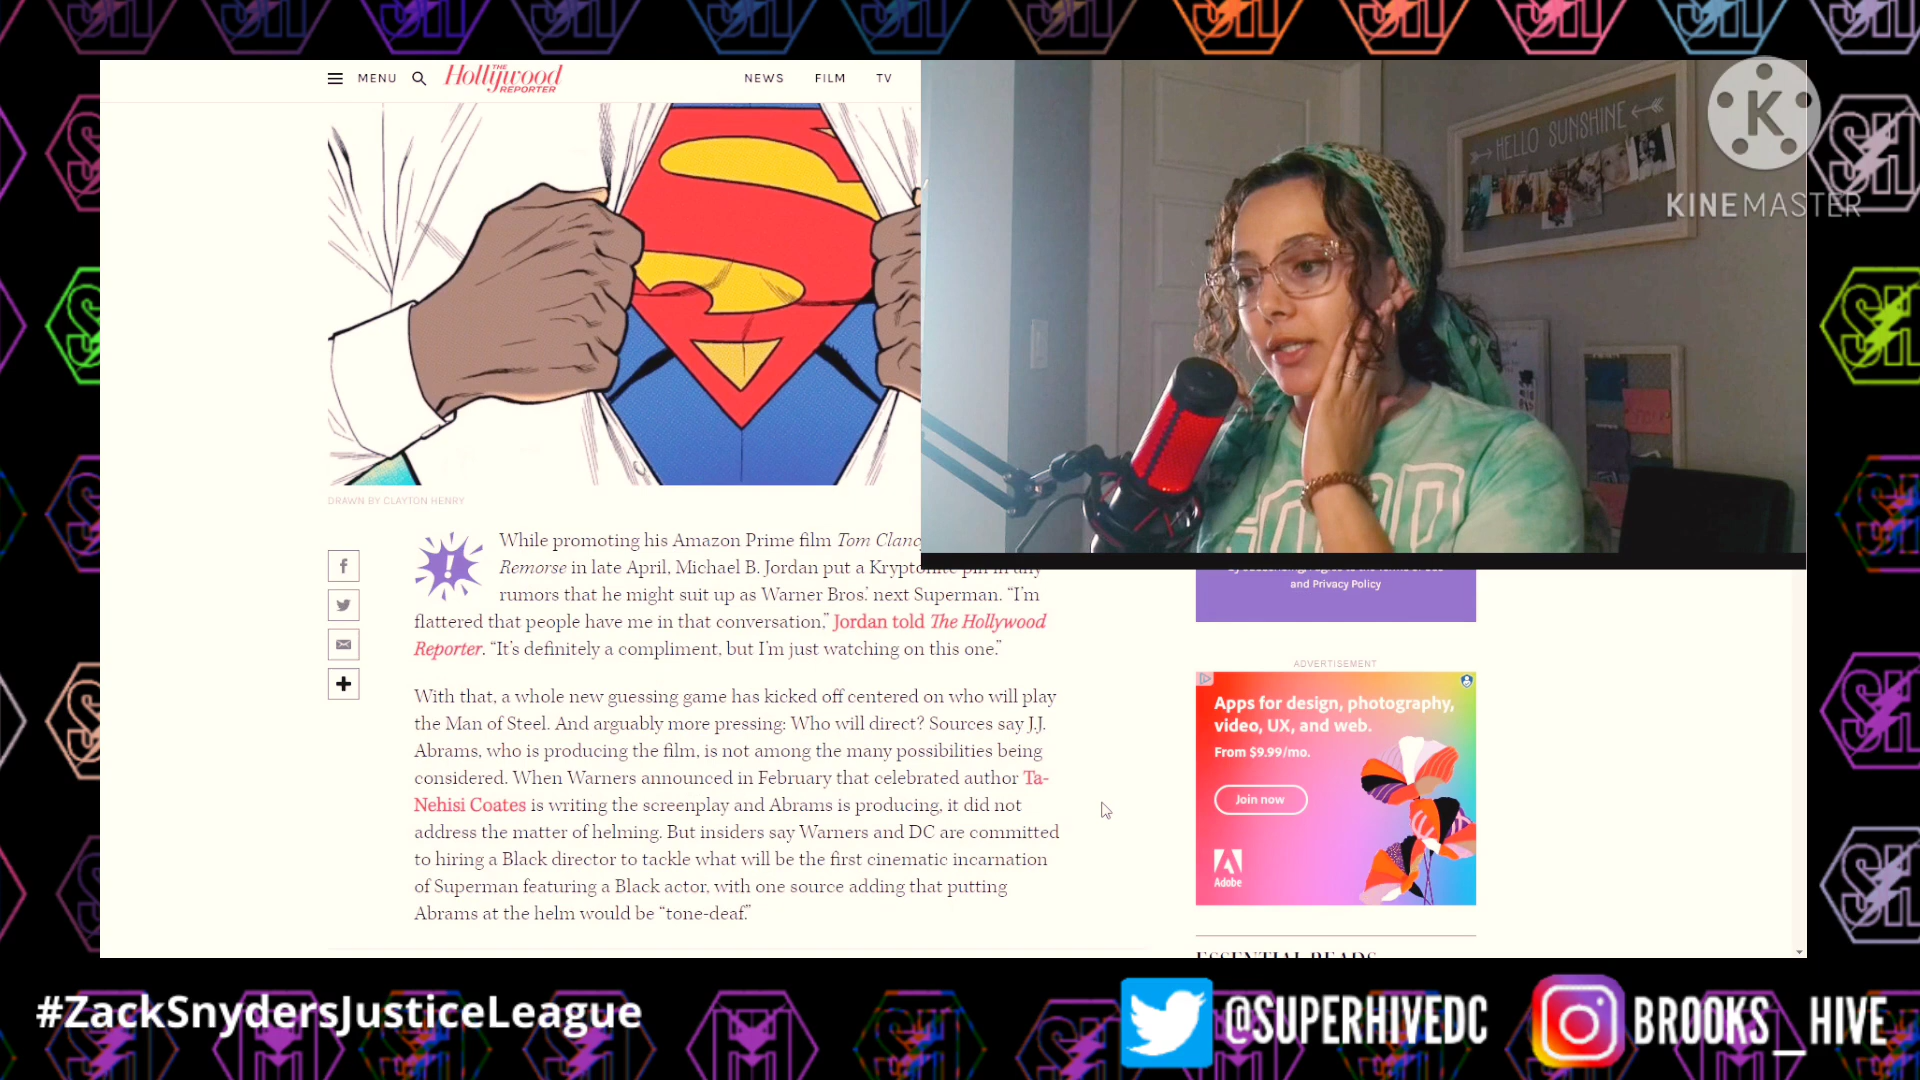 MENU
THE
Hollywood
REPORTER
NEWS
FILM
TV
HELLO SUNSHINE
KINEMASTER
DRAWN BY CLAYTON HENRY
While promoting his Amazon Prime film Tom Clanc
Remorse in late April, Michael B. Jordan put a Kryptonite pin in any
rumors that he might suit up as Warner Bros.’ next Superman. “I’m
flattered that people have me in that conversation,” Jordan told The Hollywood
Reporter. “It’s definitely a compliment, but I’m just watching on this one.”
With that, a whole new guessing game has kicked off centered on who will play
the Man of Steel. And arguably more pressing: Who will direct? Sources say J.J.
Abrams, who is producing the film, is not among the many possibilities being
considered. When Warners announced in February that celebrated author Ta-
Nehisi Coates is writing the screenplay and Abrams is producing, it did not
address the matter of helming. But insiders say Warners and DC are committed
to hiring a Black director to tackle what will be the first cinematic incarnation
of Superman featuring a Black actor, with one source adding that putting
Abrams at the helm would be “tone-deaf.”
and Privacy Policy
ADVERTISEMENT
Apps for design, photography,
video, UX, and web.
From $9.99/mo.
Join now
Adobe
ESSENTIAL READS
#ZackSnydersJusticeLeague
@SUPERHIVEDC
BROOKS_HIVE